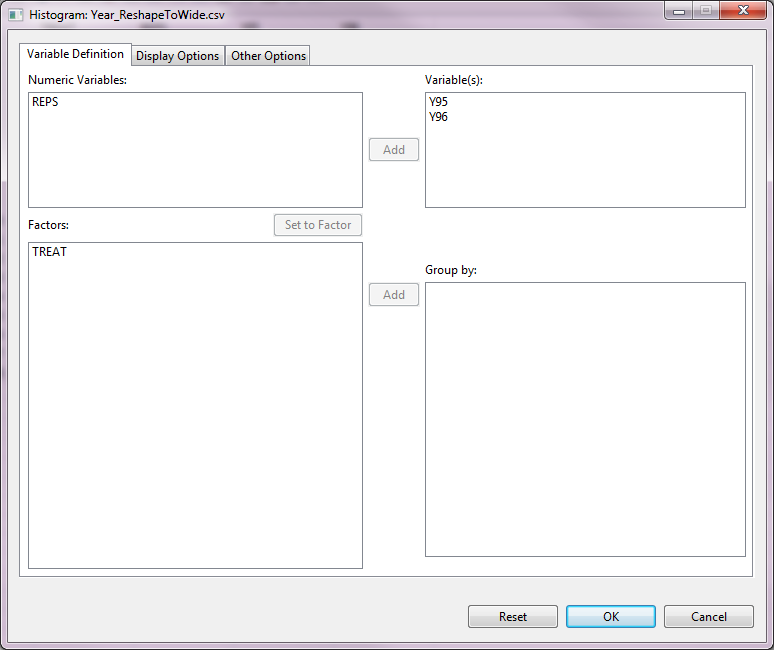 Histogram: Year_ReshapeToWide.csv
Variable Definition Display Options Other Options
Numeric Variables:
REPS
Add
Variable(s):
Y95
Y96
Factors:
Set to Factor
TREAT
Add
Group by:
Reset OK Cancel